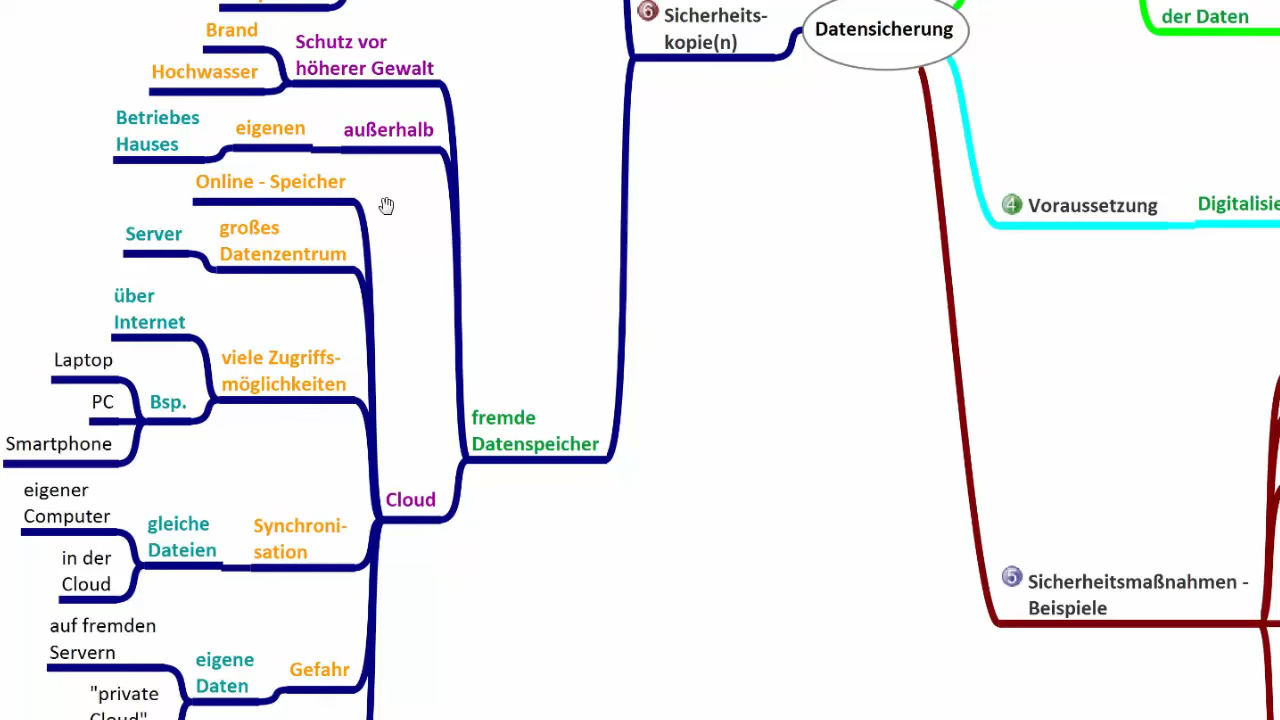 Datensicherung
der Daten
6
Sicherheits-
kopie(n)
Brand
Hochwasser
Schutz vor
höherer Gewalt
Betriebes
Hauses
eigenen
außerhalb
Online - Speicher
Server
großes
Datenzentrum
über
Internet
Laptop
PC
Smartphone
Bsp.
viele Zugriffs-
möglichkeiten
fremde
Datenspeicher
Cloud
eigener
Computer
in der
Cloud
gleiche
Dateien
Synchroni-
sation
auf fremden
Servern
"private
Cloud"
eigene
Daten
Gefahr
4
Voraussetzung
Digitalisie
5
Sicherheitsmaßnahmen -
Beispiele